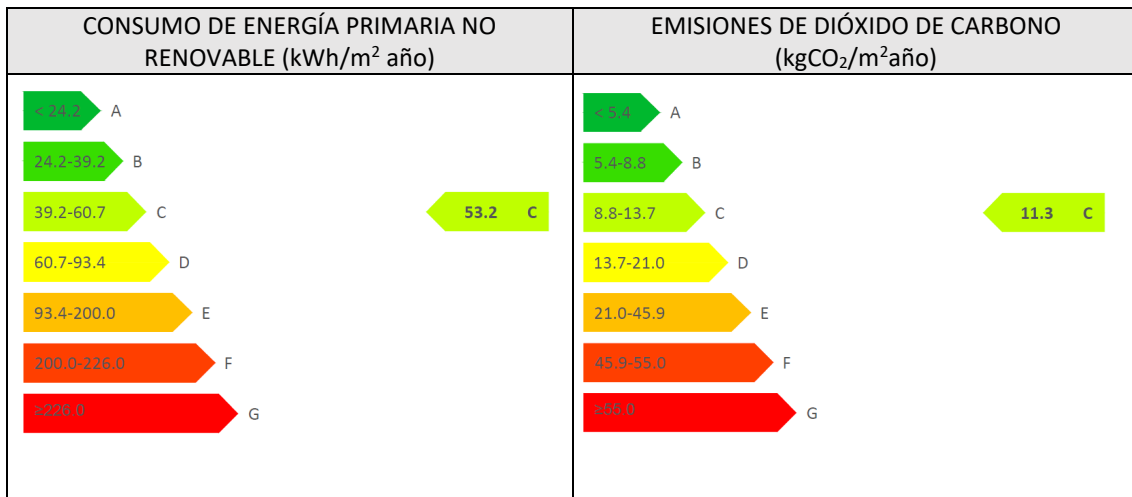 CONSUMO DE ENERGÍA PRIMARIA NO
RENOVABLE (kWh/m² año)
< 24.2 A
24.2-39.2 B
39.2-60.7 C
53.2 C
60.7-93.4 D
93.4-200.0 E
200.0-226.0 F
≥226.0 G
EMISIONES DE DIÓXIDO DE CARBONO
(kgCO₂/m²año)
< 5.4 A
5.4-8.8 B
8.8-13.7 C
11.3 C
13.7-21.0 D
21.0-45.9 E
45.9-55.0 F
≥55.0 G